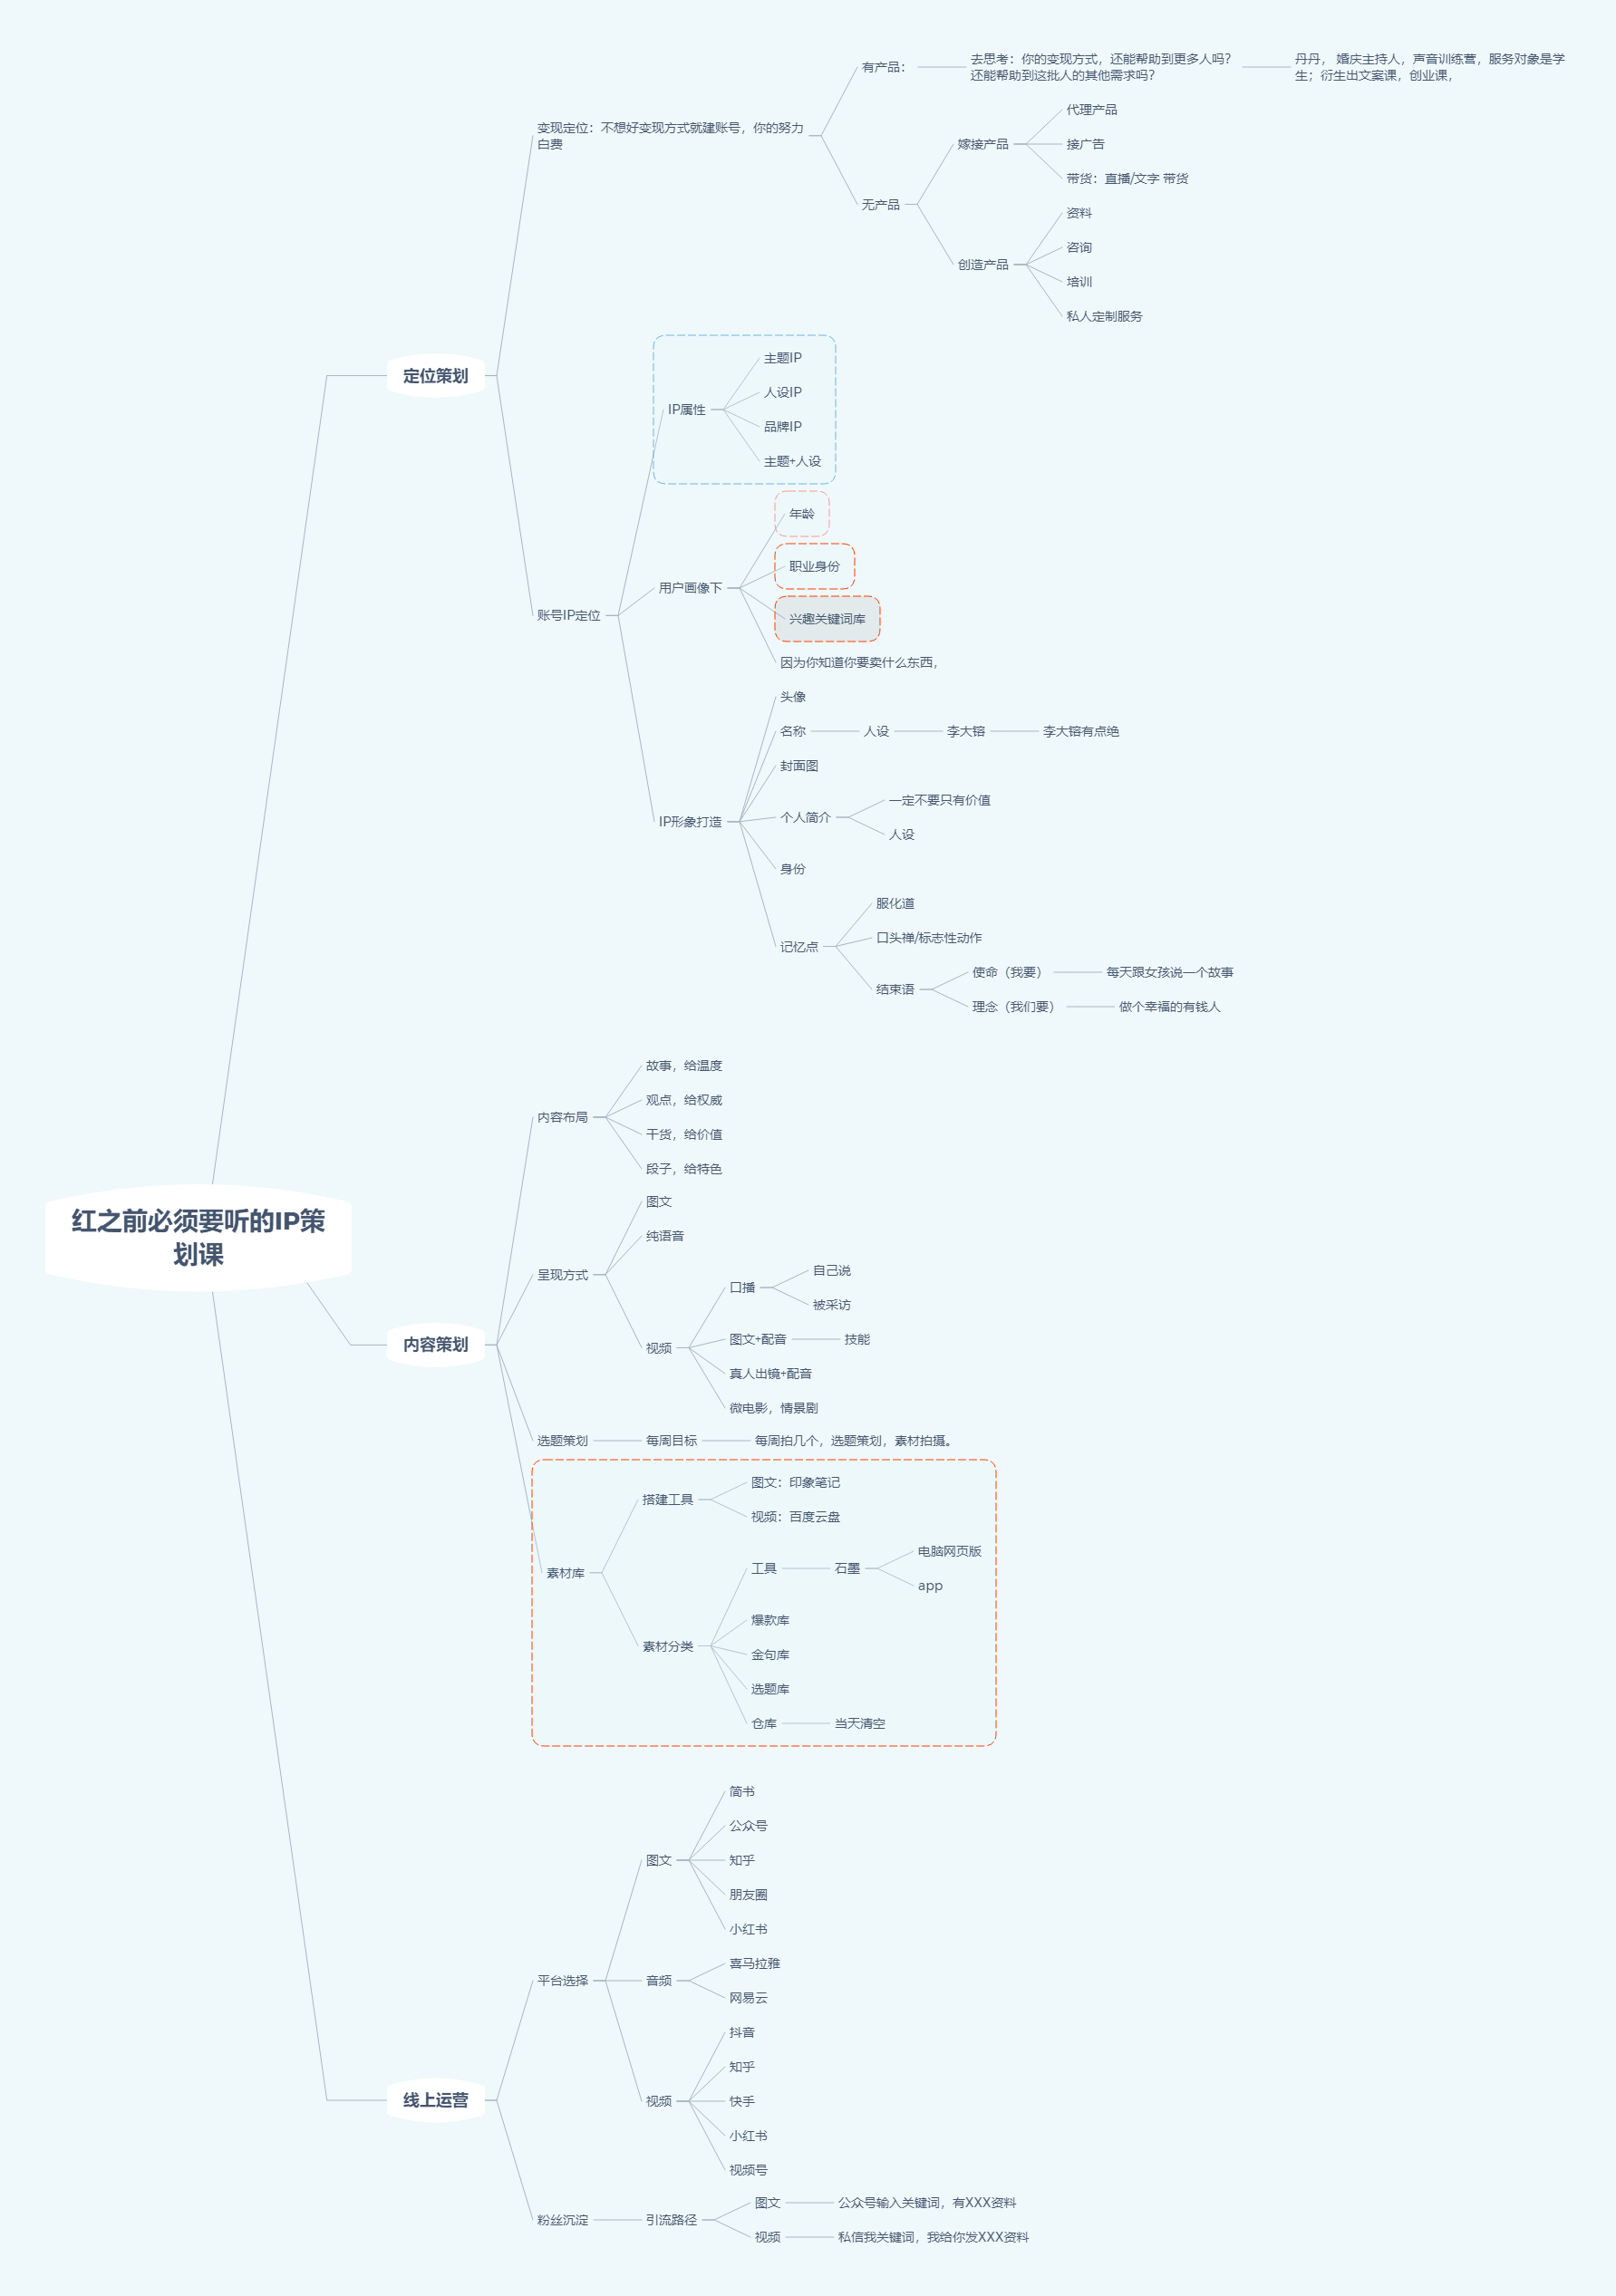 红之前必须要听的IP策
划课
定位策划
变现定位：不想好变现方式就建账号，你的努力
白费
有产品：
去思考：你的变现方式，还能帮助到更多人吗？
还能帮助到这批人的其他需求吗？
丹丹， 婚庆主持人，声音训练营，服务对象是学
生；衍生出文案课，创业课，
无产品
嫁接产品
代理产品
接广告
带货：直播/文字 带货
创造产品
资料
咨询
培训
私人定制服务
账号IP定位
IP属性
主题IP
人设IP
品牌IP
主题+人设
用户画像下
年龄
职业身份
兴趣关键词库
因为你知道你要卖什么东西，
IP形象打造
头像
名称
人设
李大镕
李大镕有点绝
封面图
个人简介
一定不要只有价值
人设
身份
记忆点
服化道
口头禅/标志性动作
结束语
使命（我要）
每天跟女孩说一个故事
理念（我们要）
做个幸福的有钱人
内容策划
内容布局
故事，给温度
观点，给权威
干货，给价值
段子，给特色
呈现方式
图文
纯语音
视频
口播
自己说
被采访
图文+配音
技能
真人出镜+配音
微电影，情景剧
选题策划
每周目标
每周拍几个，选题策划，素材拍摄。
素材库
搭建工具
图文：印象笔记
视频：百度云盘
素材分类
工具
石墨
电脑网页版
app
爆款库
金句库
选题库
仓库
当天清空
线上运营
平台选择
图文
简书
公众号
知乎
朋友圈
小红书
音频
喜马拉雅
网易云
视频
抖音
知乎
快手
小红书
视频号
粉丝沉淀
引流路径
图文
公众号输入关键词，有XXX资料
视频
私信我关键词，我给你发XXX资料